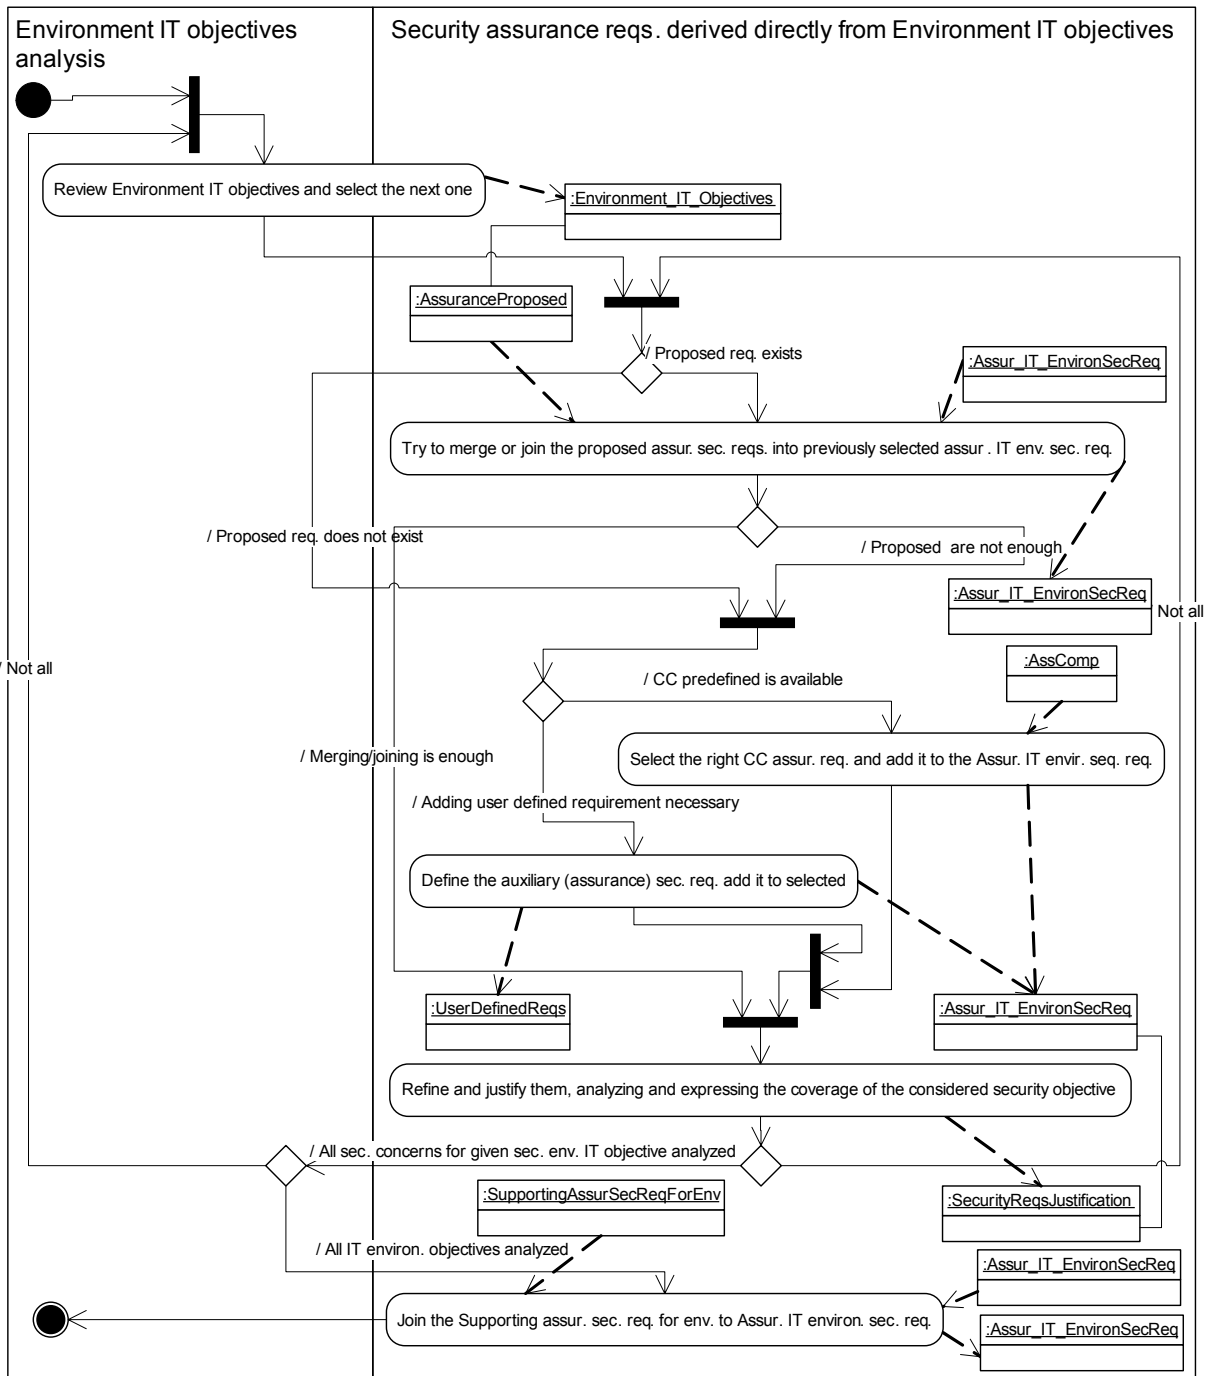 Environment IT objectives
analysis
Security assurance reqs. derived directly from Environment IT objectives
Review Environment IT objectives and select the next one
:Environment_IT_Objectives
:AssuranceProposed
/ Proposed req. exists
:Assur_IT_EnvironSecReq
Try to merge or join the proposed assur. sec. reqs. into previously selected assur . IT env. sec. req.
/ Proposed req. does not exist
/ Proposed are not enough
:Assur_IT_EnvironSecReq
Not all
/ Not all
:AssComp
/ CC predefined is available
/ Merging/joining is enough
Select the right CC assur. req. and add it to the Assur. IT envir. seq. req.
/ Adding user defined requirement necessary
Define the auxiliary (assurance) sec. req. add it to selected
:UserDefinedReqs
:Assur_IT_EnvironSecReq
Refine and justify them, analyzing and expressing the coverage of the considered security objective
/ All sec. concerns for given sec. env. IT objective analyzed
:SupportingAssurSecReqForEnv
:SecurityReqsJustification
/ All IT environ. objectives analyzed
:Assur_IT_EnvironSecReq
Join the Supporting assur. sec. req. for env. to Assur. IT environ. sec. req.
:Assur_IT_EnvironSecReq